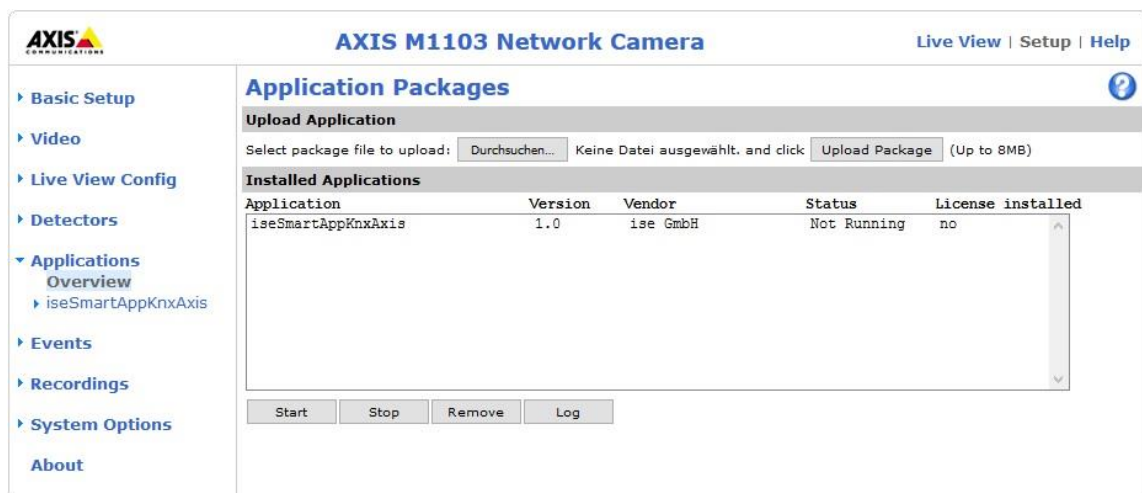 AXIS
COMMUNICATIONS
AXIS M1103 Network Camera
Live View | Setup | Help
Basic Setup
Video
Live View Config
Detectors
Applications
Overview
iseSmartAppKnxAxis
Events
Recordings
System Options
About
Application Packages
?
Upload Application
Select package file to upload: Durchsuchen... Keine Datei ausgewählt. and click Upload Package (Up to 8MB)
Installed Applications
Application Version Vendor Status License installed
iseSmartAppKnxAxis 1.0 ise GmbH Not Running no
Start Stop Remove Log